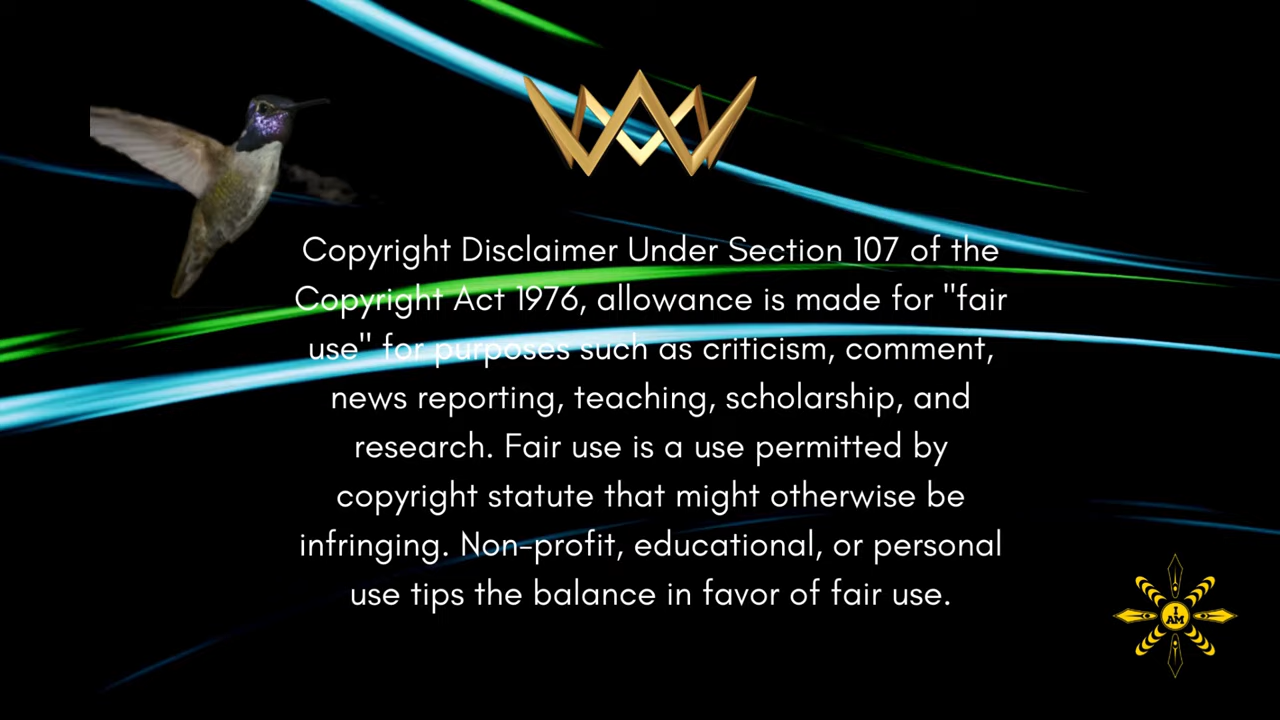 Copyright Disclaimer Under Section 107 of the
Copyright Act 1976, allowance is made for "fair
use" for purposes such as criticism, comment,
news reporting, teaching, scholarship, and
research. Fair use is a use permitted by
copyright statute that might otherwise be
infringing. Non-profit, educational, or personal
use tips the balance in favor of fair use.
I
AM